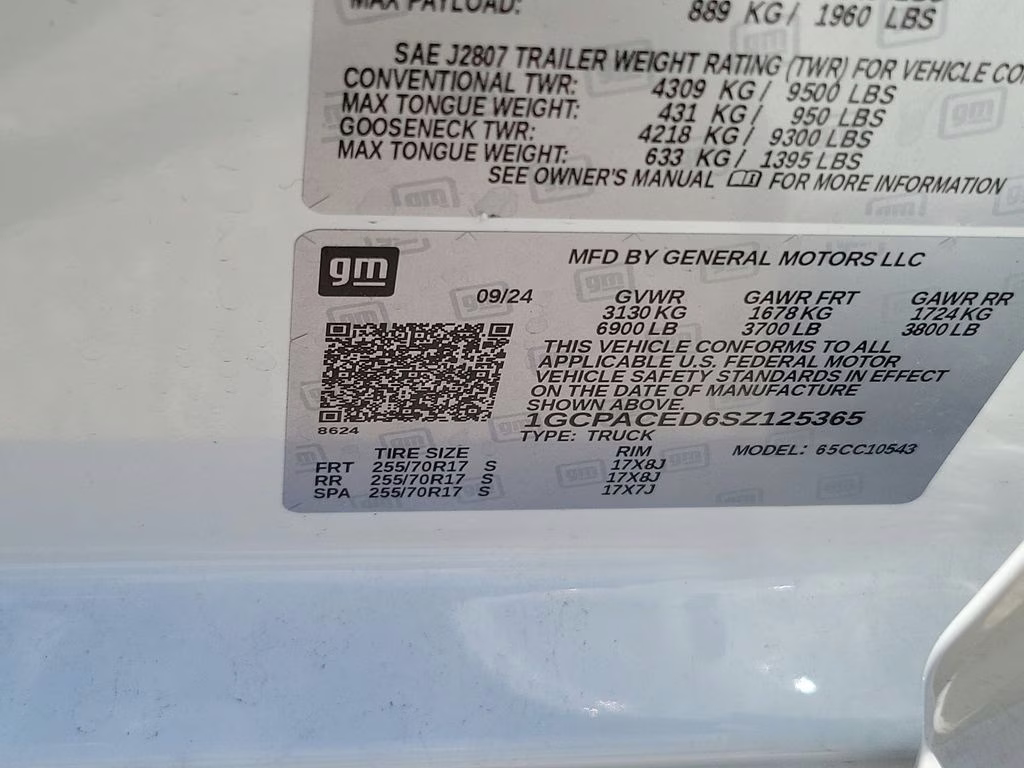 MAX PAYLOAD: 889 KG/ 1960 LBS
SAE J2807 TRAILER WEIGHT RATING (TWR) FOR VEHICLE
CONVENTIONAL TWR: 4309 KG/ 9500 LBS
MAX TONGUE WEIGHT: 431 KG/ 950 LBS
GOOSENECK TWR: 4218 KG/ 9300 LBS
MAX TONGUE WEIGHT: 633 KG/ 1395 LBS
SEE OWNER'S MANUAL FOR MORE INFORMATION
gm
MFD BY GENERAL MOTORS LLC
09/24 GVWR GAWR FRT GAWR RR
3130 KG 1678 KG 1724 KG
6900 LB 3700 LB 3800 LB
THIS VEHICLE CONFORMS TO ALL
APPLICABLE U.S. FEDERAL MOTOR
VEHICLE SAFETY STANDARDS IN EFFECT
ON THE DATE OF MANUFACTURE
SHOWN ABOVE.
1GCPACED6SZ125365
8624
TYPE: TRUCK
MODEL: 65CC10543
TIRE SIZE RIM
FRT 255/70R17 S 17X8J
RR 255/70R17 S 17X8J
SPA 255/70R17 S 17X7J